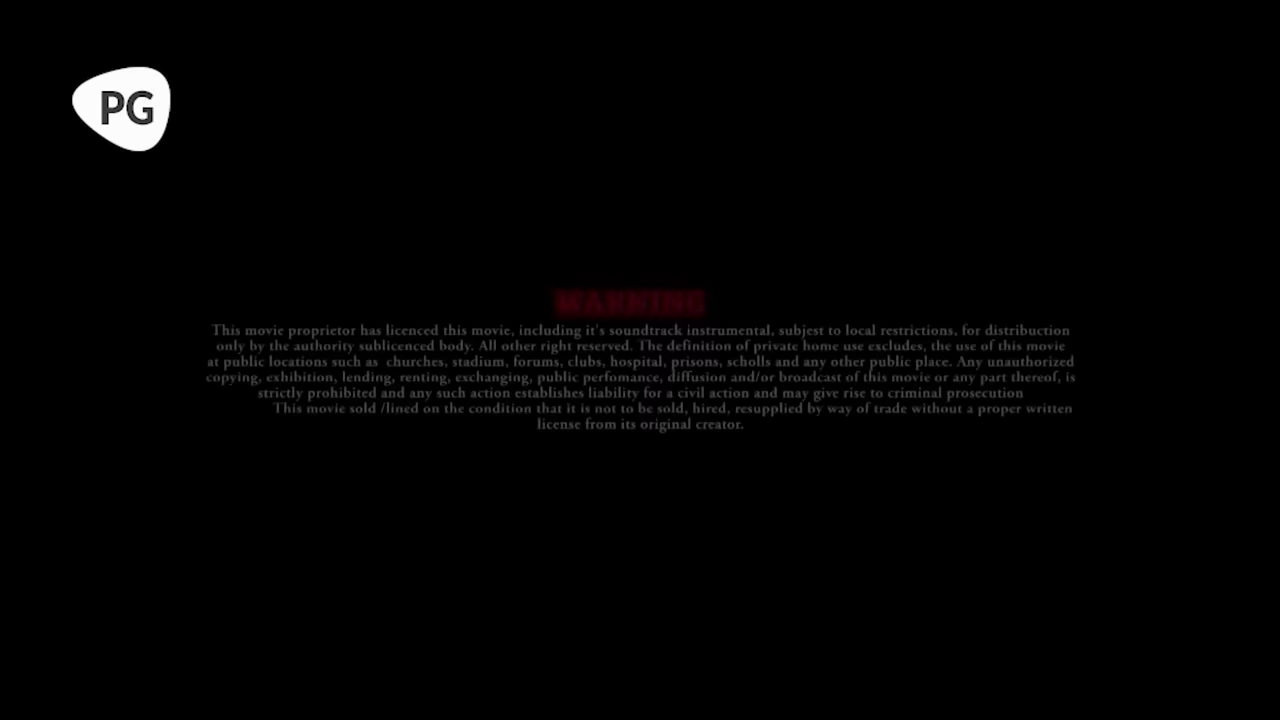 PG
WARNING
This movie proprietor has licenced this movie, including it's soundtrack instrumental, subjest to local restrictions, for distribuction
only by the authority sublicenced body. All other right reserved. The definition of private home use excludes, the use of this movie
at public locations such as churches, stadium, forums, clubs, hospital, prisons, scholls and any other public place. Any unauthorized
copying, exhibition, lending, renting, exchanging, public perfomance, diffusion and/or broadcast of this movie or any part thereof, is
strictly prohibited and any such action establishes liability for a civil action and may give rise to criminal prosecution
This movie sold /lined on the condition that it is not to be sold, hired, resupplied by way of trade without a proper written
license from its original creator.